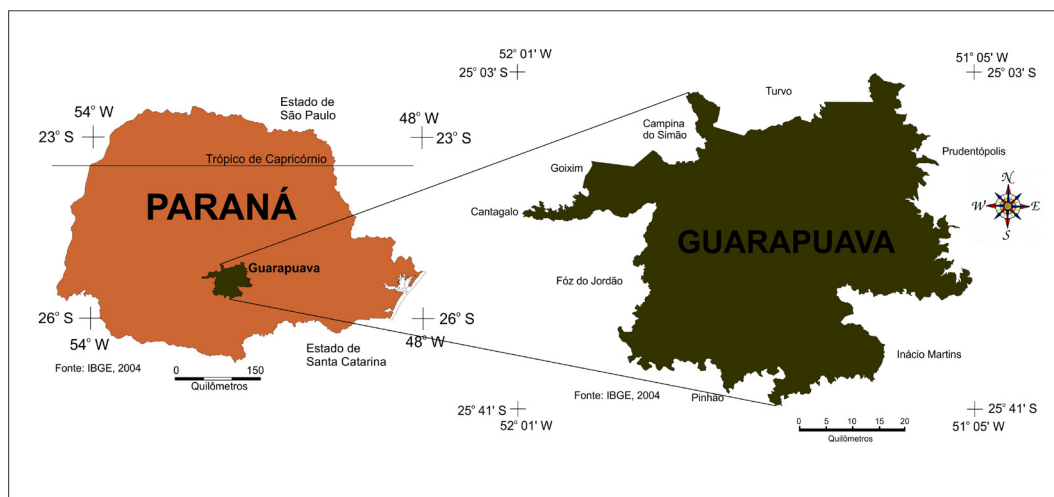 54° W
23° S
Estado de
São Paulo
48° W
23° S
Trópico de Capricórnio
PARANÁ
Guarapuava
26° S
54° W
26° S
48° W
Estado de
Santa Catarina
Fonte: IBGE, 2004
0 150
Quilômetros
52° 01' W
25° 03' S
51° 05' W
25° 03' S
Turvo
Campina
do Simão
Goixim
Prudentópolis
Cantagalo
N
W E
S
GUARAPUAVA
Fóz do Jordão
Inácio Martins
Fonte: IBGE, 2004
Pinhão
25° 41' S
52° 01' W
25° 41' S
51° 05' W
0 5 10 15 20
Quilômetros